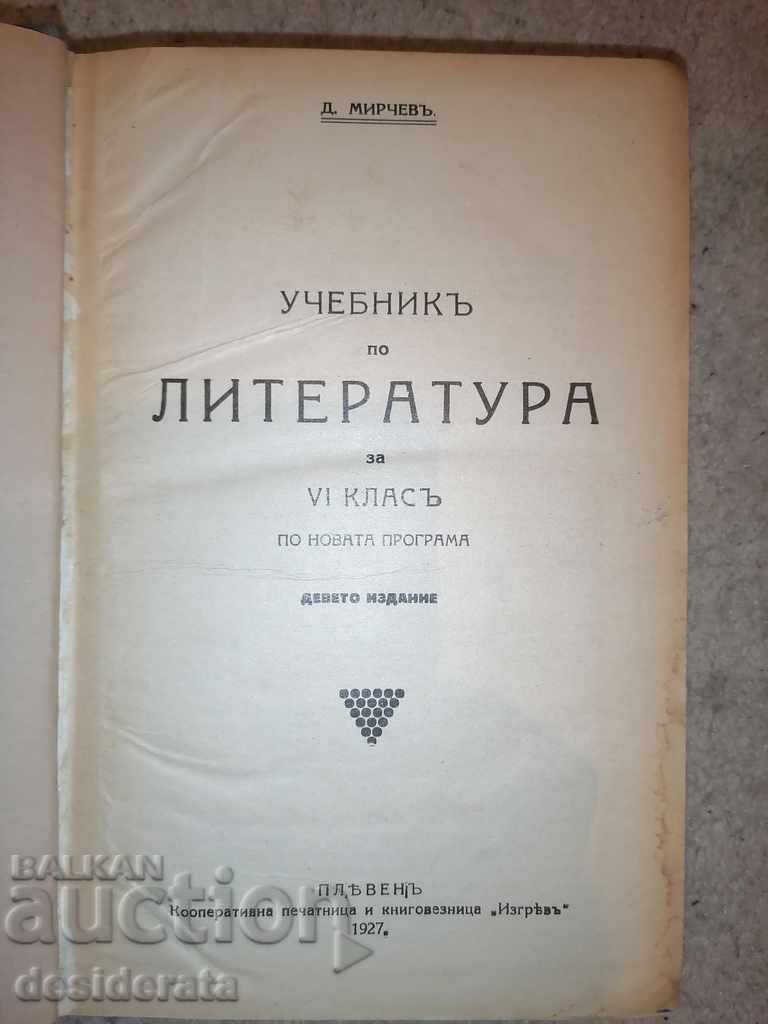 Д. МИРЧЕВЪ.
УЧЕБНИКЪ
по
ЛИТЕРАТУРА
за
VI КЛАСЪ
ПО НОВАТА ПРОГРАМА
ДЕВЕТО ИЗДАНИЕ
ПЛѢВЕНЪ
Кооперативна печатница и книговезница „Изгрѣвъ“
1927.
BALKAN
auction
desiderata